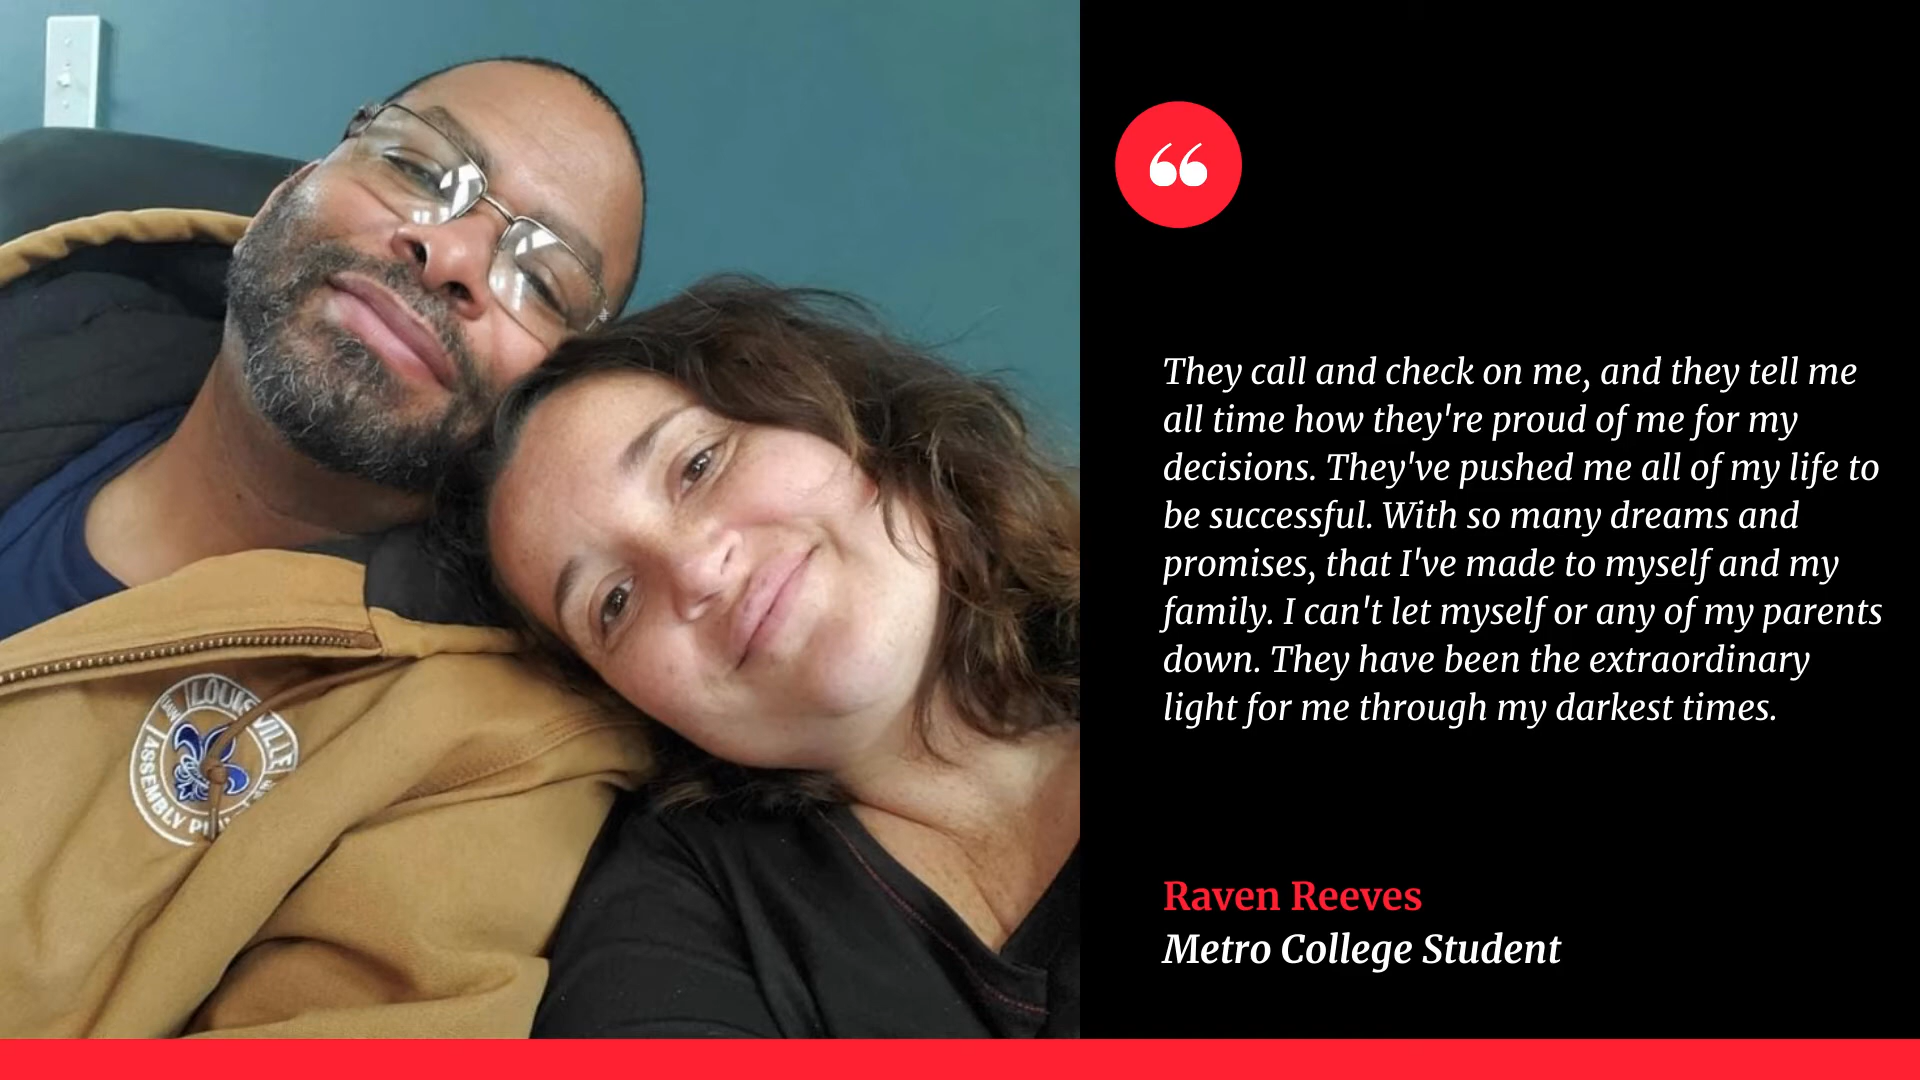 LOUISVILLE
ASSEMBLY
They call and check on me, and they tell me
all time how they're proud of me for my
decisions. They've pushed me all of my life to
be successful. With so many dreams and
promises, that I've made to myself and my
family. I can't let myself or any of my parents
down. They have been the extraordinary
light for me through my darkest times.
Raven Reeves
Metro College Student